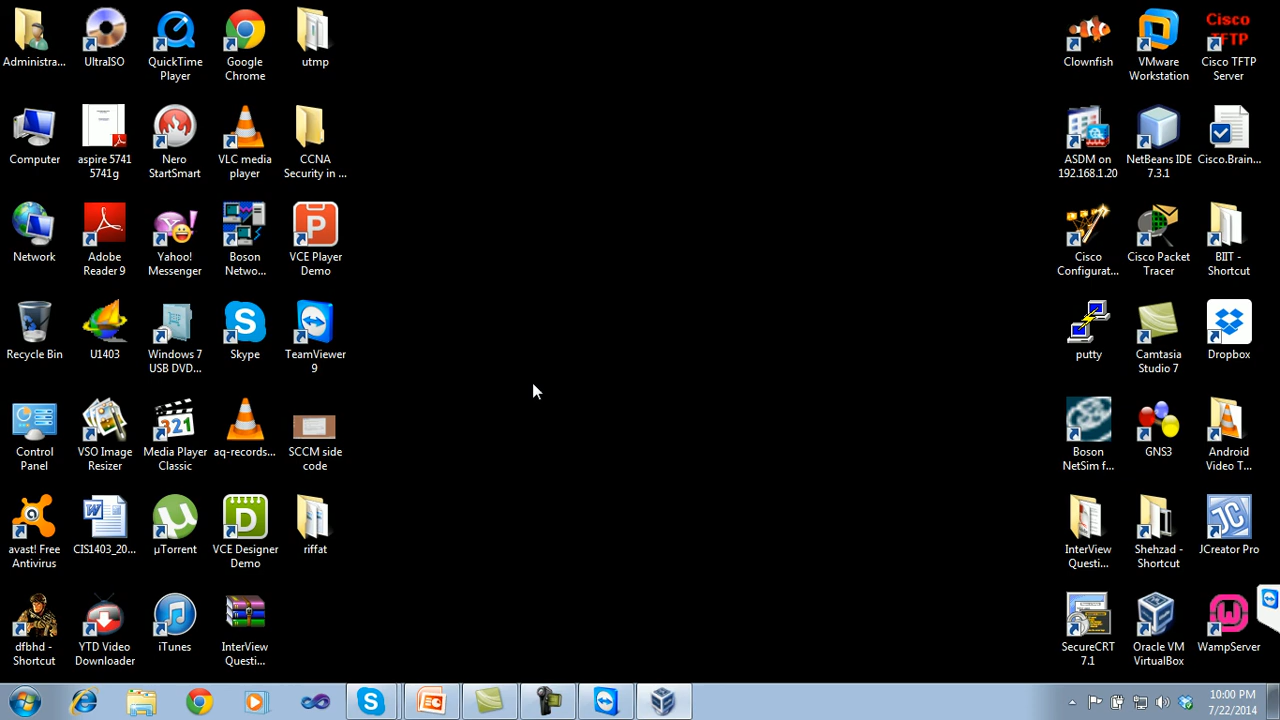 Administra...
UltraISO
QuickTime
Player
Google
Chrome
utmp
Computer
aspire 5741
5741g
Nero
StartSmart
VLC media
player
CCNA
Security in ...
Network
Adobe
Reader 9
Yahoo!
Messenger
Boson
Netwo...
VCE Player
Demo
Recycle Bin
U1403
Windows 7
USB DVD...
Skype
TeamViewer
9
Control
Panel
VSO Image
Resizer
321
Media Player
Classic
aq-records...
SCCM side
code
avast! Free
Antivirus
CIS1403_20...
µTorrent
VCE Designer
Demo
riffat
dfbhd -
Shortcut
YTD Video
Downloader
iTunes
InterView
Questi...
Clownfish
VMware
Workstation
Cisco
TFTP
Cisco TFTP
Server
ASDM on
192.168.1.20
NetBeans IDE
7.3.1
Cisco.Brain...
Cisco
Configurat...
Cisco Packet
Tracer
BIIT -
Shortcut
putty
Camtasia
Studio 7
Dropbox
Boson
NetSim f...
GNS3
Android
Video T...
InterView
Questi...
Shehzad -
Shortcut
JCreator Pro
SecureCRT
7.1
Oracle VM
VirtualBox
WampServer
10:00 PM
7/22/2014